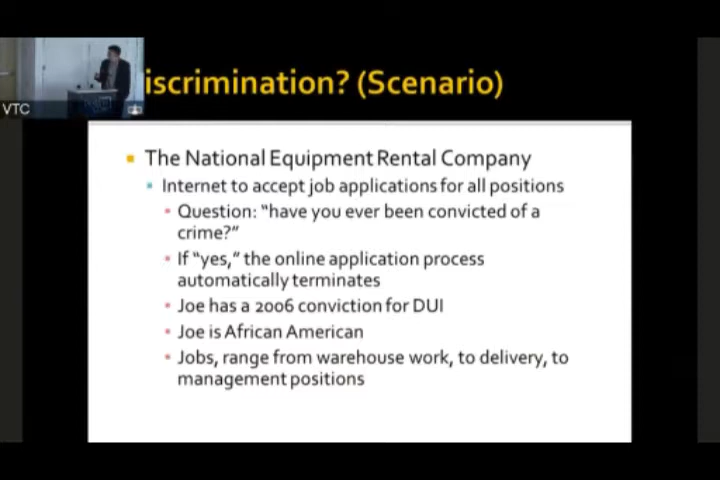 iscrimination? (Scenario)
VTC
The National Equipment Rental Company
Internet to accept job applications for all positions
Question: “have you ever been convicted of a
crime?”
If “yes,” the online application process
automatically terminates
Joe has a 2006 conviction for DUI
Joe is African American
Jobs, range from warehouse work, to delivery, to
management positions